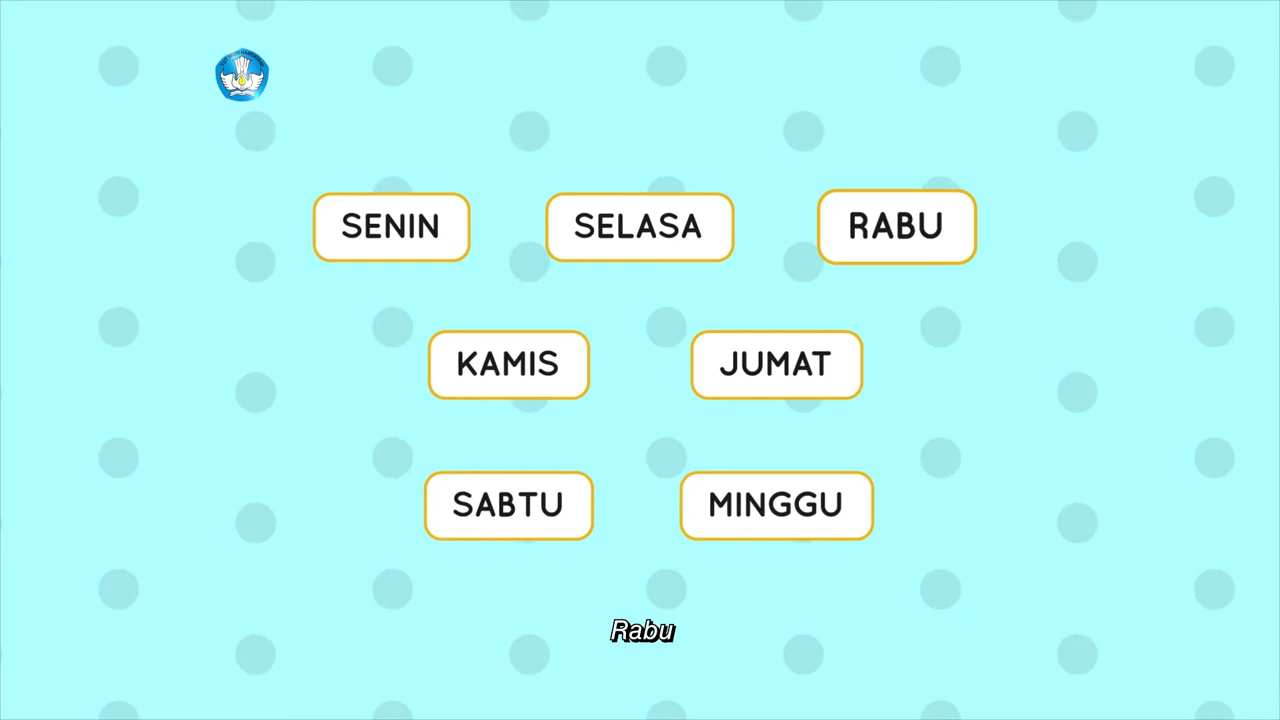 SENIN SELASA RABU
KAMIS JUMAT
SABTU MINGGU
Rabu